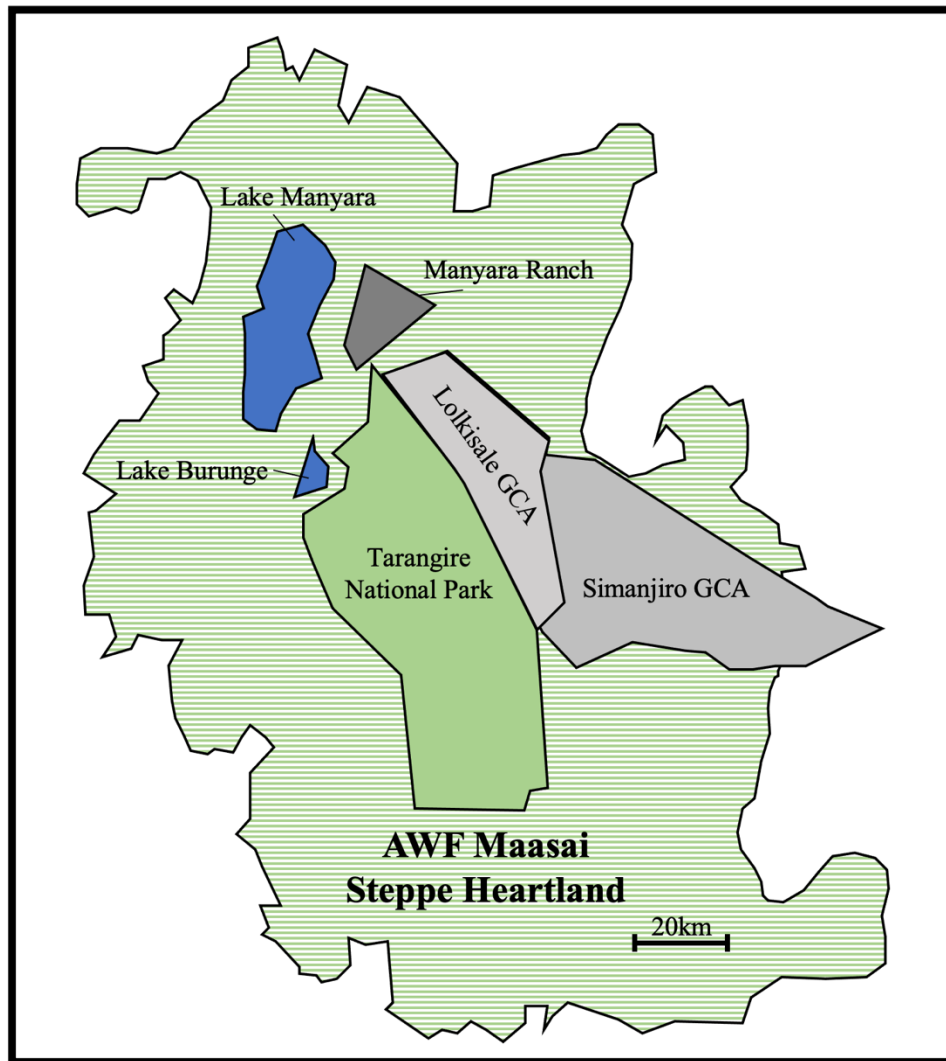 Lake Manyara
Manyara Ranch
Lolkisale GCA
Lake Burunge
Tarangire
National Park
Simanjiro GCA
AWF Maasai
Steppe Heartland
20km